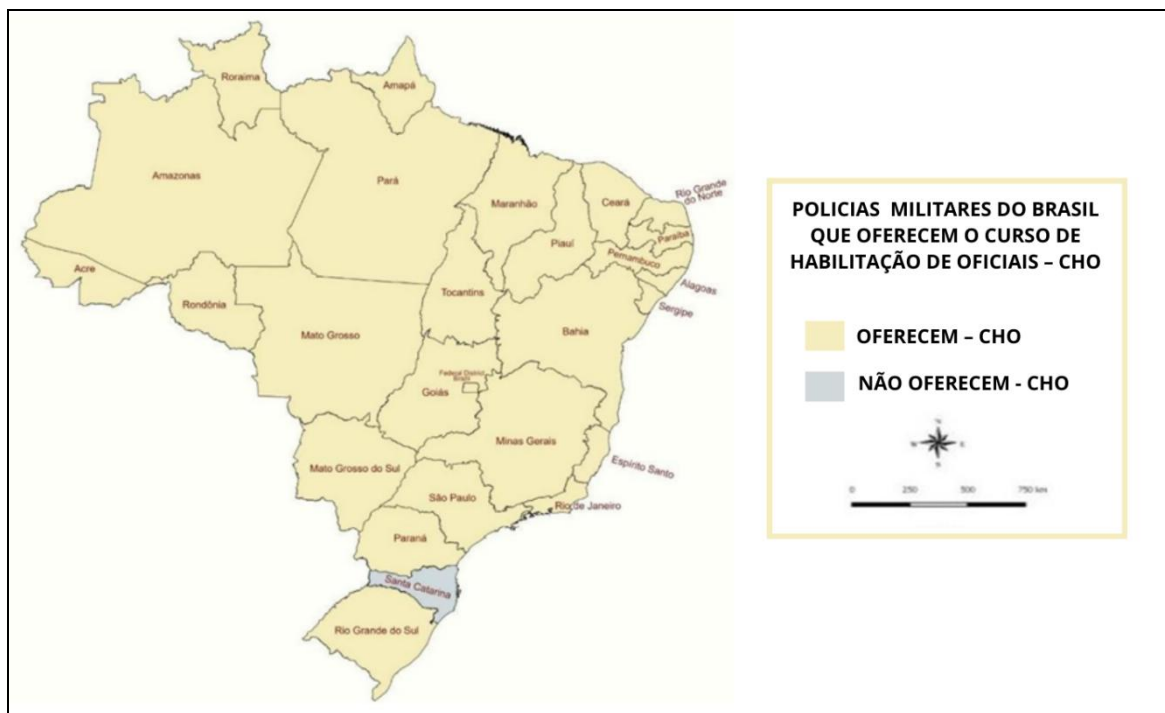 Roraima
Amapá
Amazonas
Pará
Maranhão
Ceará
Rio Grande
do Norte
Paraíba
Piauí
Pernambuco
Alagoas
Sergipe
Acre
Rondônia
Tocantins
Mato Grosso
Bahia
Federal District
Brazil
Goiás
Minas Gerais
Mato Grosso do Sul
Espírito Santo
São Paulo
Rio de Janeiro
Paraná
Santa Catarina
Rio Grande do Sul
POLICIAS MILITARES DO BRASIL
QUE OFERECEM O CURSO DE
HABILITAÇÃO DE OFICIAIS – CHO
OFERECEM – CHO
NÃO OFERECEM - CHO
N
W E
S
0 250 500 750 km